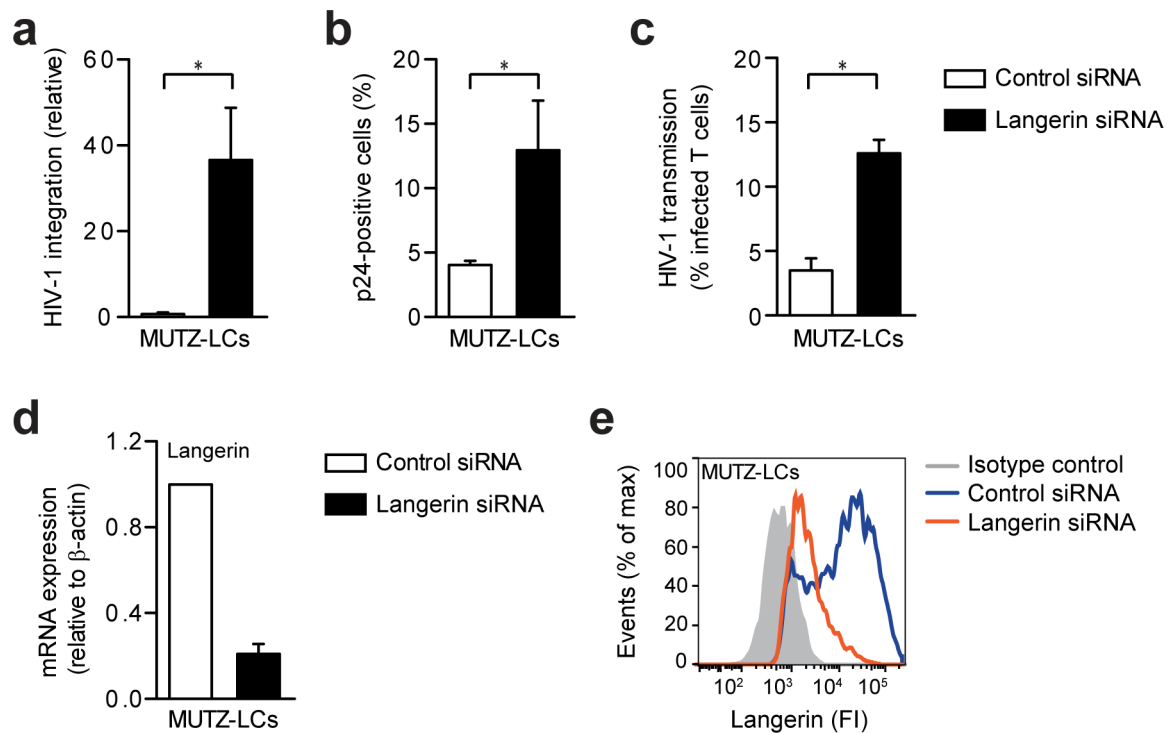 a
HIV-1 integration (relative)
60
40
20
0
*
MUTZ-LCs
b
p24-positive cells (%)
20
15
10
5
0
*
MUTZ-LCs
c
HIV-1 transmission
(% infected T cells)
20
15
10
5
0
*
MUTZ-LCs
Control siRNA
Langerin siRNA
d
mRNA expression
(relative to β-actin)
1.2
0.8
0.4
0.0
Langerin
MUTZ-LCs
Control siRNA
Langerin siRNA
e
Events (% of max)
100
80
60
40
20
0
MUTZ-LCs
10² 10³ 10⁴ 10⁵
Langerin (FI)
Isotype control
Control siRNA
Langerin siRNA